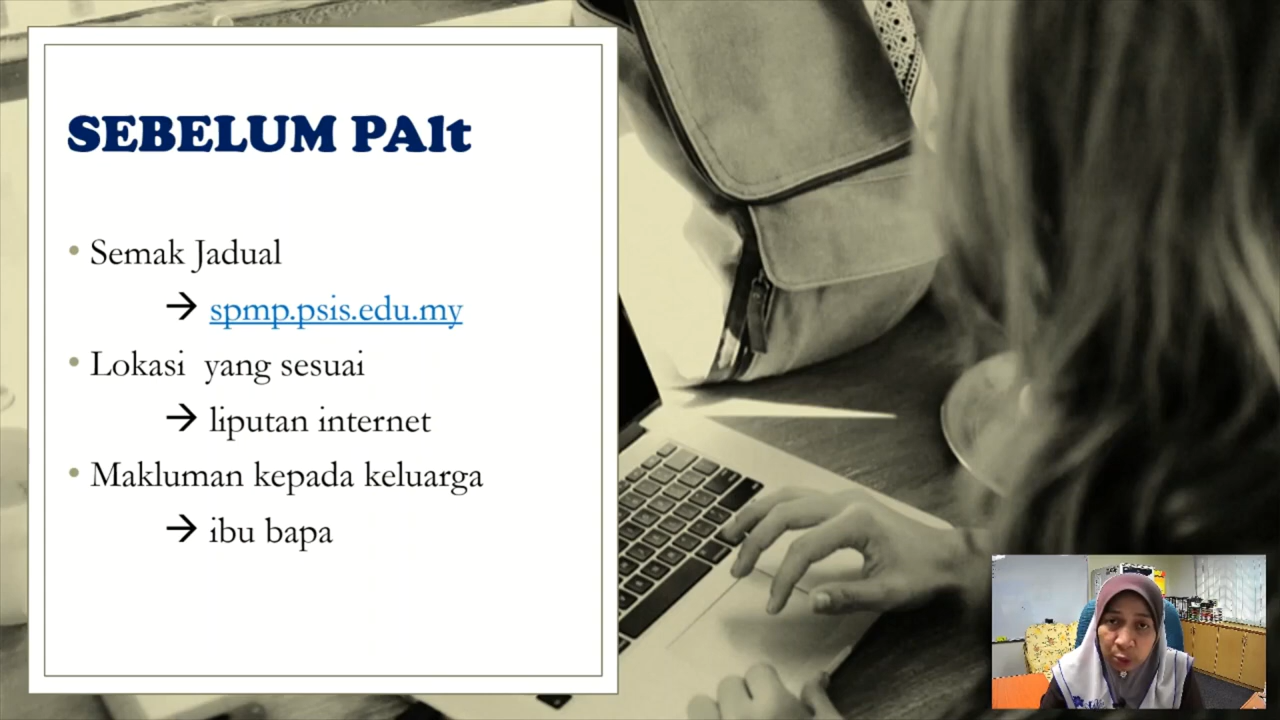 SEBELUM PAlt
• Semak Jadual
→ spmp.psis.edu.my
• Lokasi yang sesuai
→ liputan internet
• Makluman kepada keluarga
→ ibu bapa